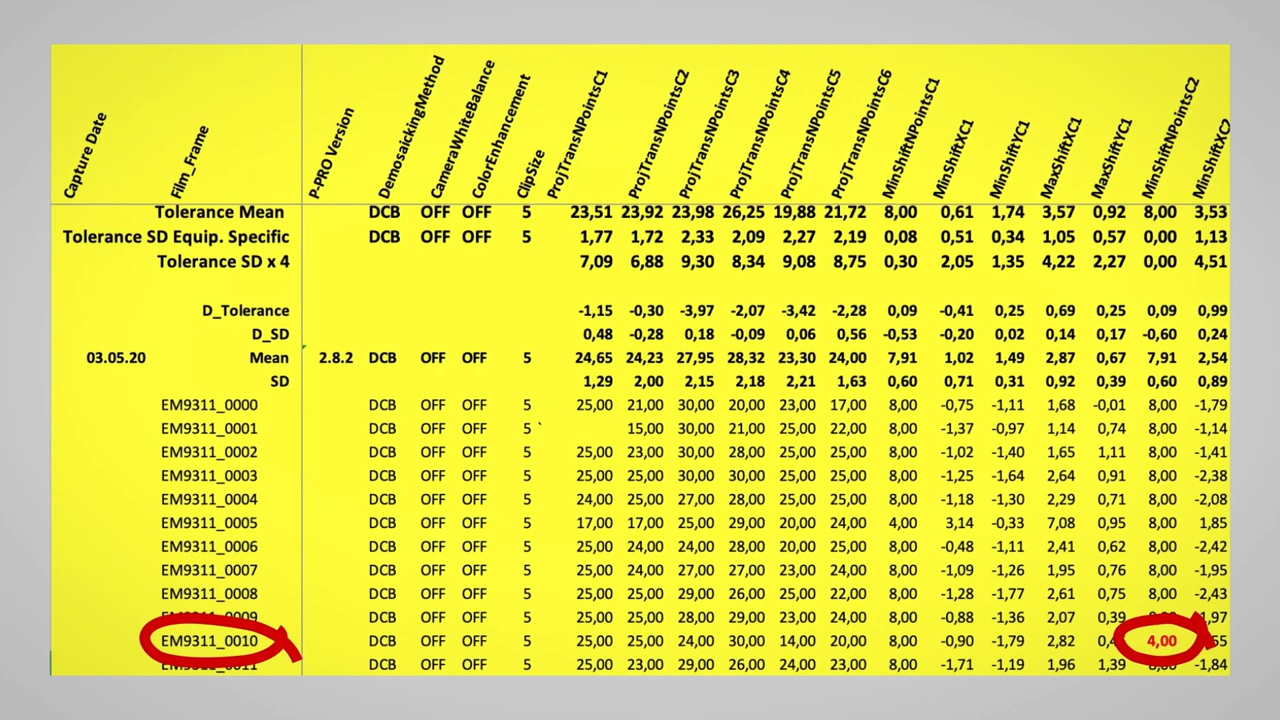 Capture Date Film_Frame P-PRO Version DemosaickingMethod CameraWhiteBalance ColorEnhancement ClipSize ProjTransNPointsC1 ProjTransNPointsC2 ProjTransNPointsC3 ProjTransNPointsC4 ProjTransNPointsC5 ProjTransNPointsC6 MinShiftNPointsC1 MinShiftXC1 MinShiftYC1 MaxShiftXC1 MaxShiftYC1 MinShiftNPointsC2 MinShiftXC2
Tolerance Mean DCB OFF OFF 5 23,51 23,92 23,98 26,25 19,88 21,72 8,00 0,61 1,74 3,57 0,92 8,00 3,53
Tolerance SD Equip. Specific DCB OFF OFF 5 1,77 1,72 2,33 2,09 2,27 2,19 0,08 0,51 0,34 1,05 0,57 0,00 1,13
Tolerance SD x 4 7,09 6,88 9,30 8,34 9,08 8,75 0,30 2,05 1,35 4,22 2,27 0,00 4,51
D_Tolerance -1,15 -0,30 -3,97 -2,07 -3,42 -2,28 0,09 -0,41 0,25 0,69 0,25 0,09 0,99
D_SD 0,48 -0,28 0,18 -0,09 0,06 0,56 -0,53 -0,20 0,02 0,14 0,17 -0,60 0,24
03.05.20 Mean 2.8.2 DCB OFF OFF 5 24,65 24,23 27,95 28,32 23,30 24,00 7,91 1,02 1,49 2,87 0,67 7,91 2,54
SD 1,29 2,00 2,15 2,18 2,21 1,63 0,60 0,71 0,31 0,92 0,39 0,60 0,89
EM9311_0000 DCB OFF OFF 5 25,00 21,00 30,00 20,00 23,00 17,00 8,00 -0,75 -1,11 1,68 -0,01 8,00 -1,79
EM9311_0001 DCB OFF OFF 5 ` 15,00 30,00 21,00 25,00 22,00 8,00 -1,37 -0,97 1,14 0,74 8,00 -1,14
EM9311_0002 DCB OFF OFF 5 25,00 23,00 30,00 28,00 25,00 25,00 8,00 -1,02 -1,40 1,65 1,11 8,00 -1,41
EM9311_0003 DCB OFF OFF 5 25,00 25,00 30,00 30,00 25,00 25,00 8,00 -1,25 -1,64 2,64 0,91 8,00 -2,38
EM9311_0004 DCB OFF OFF 5 24,00 25,00 27,00 28,00 25,00 25,00 8,00 -1,18 -1,30 2,29 0,71 8,00 -2,08
EM9311_0005 DCB OFF OFF 5 17,00 17,00 25,00 29,00 20,00 24,00 4,00 3,14 -0,33 7,08 0,95 8,00 1,85
EM9311_0006 DCB OFF OFF 5 25,00 24,00 24,00 28,00 20,00 25,00 8,00 -0,48 -1,11 2,41 0,62 8,00 -2,42
EM9311_0007 DCB OFF OFF 5 25,00 24,00 27,00 27,00 23,00 24,00 8,00 -1,09 -1,26 1,95 0,76 8,00 -1,95
EM9311_0008 DCB OFF OFF 5 25,00 25,00 29,00 26,00 25,00 22,00 8,00 -1,28 -1,77 2,61 0,75 8,00 -2,43
EM9311_0009 DCB OFF OFF 5 25,00 25,00 28,00 29,00 23,00 24,00 8,00 -0,88 -1,36 2,07 0,39
EM9311_0010 DCB OFF OFF 5 25,00 25,00 24,00 30,00 14,00 20,00 8,00 -0,90 -1,79 2,82 4,00
EM9311_0011 DCB OFF OFF 5 25,00 23,00 29,00 26,00 24,00 23,00 8,00 -1,71 -1,19 1,96 1,39 8,00 -1,84